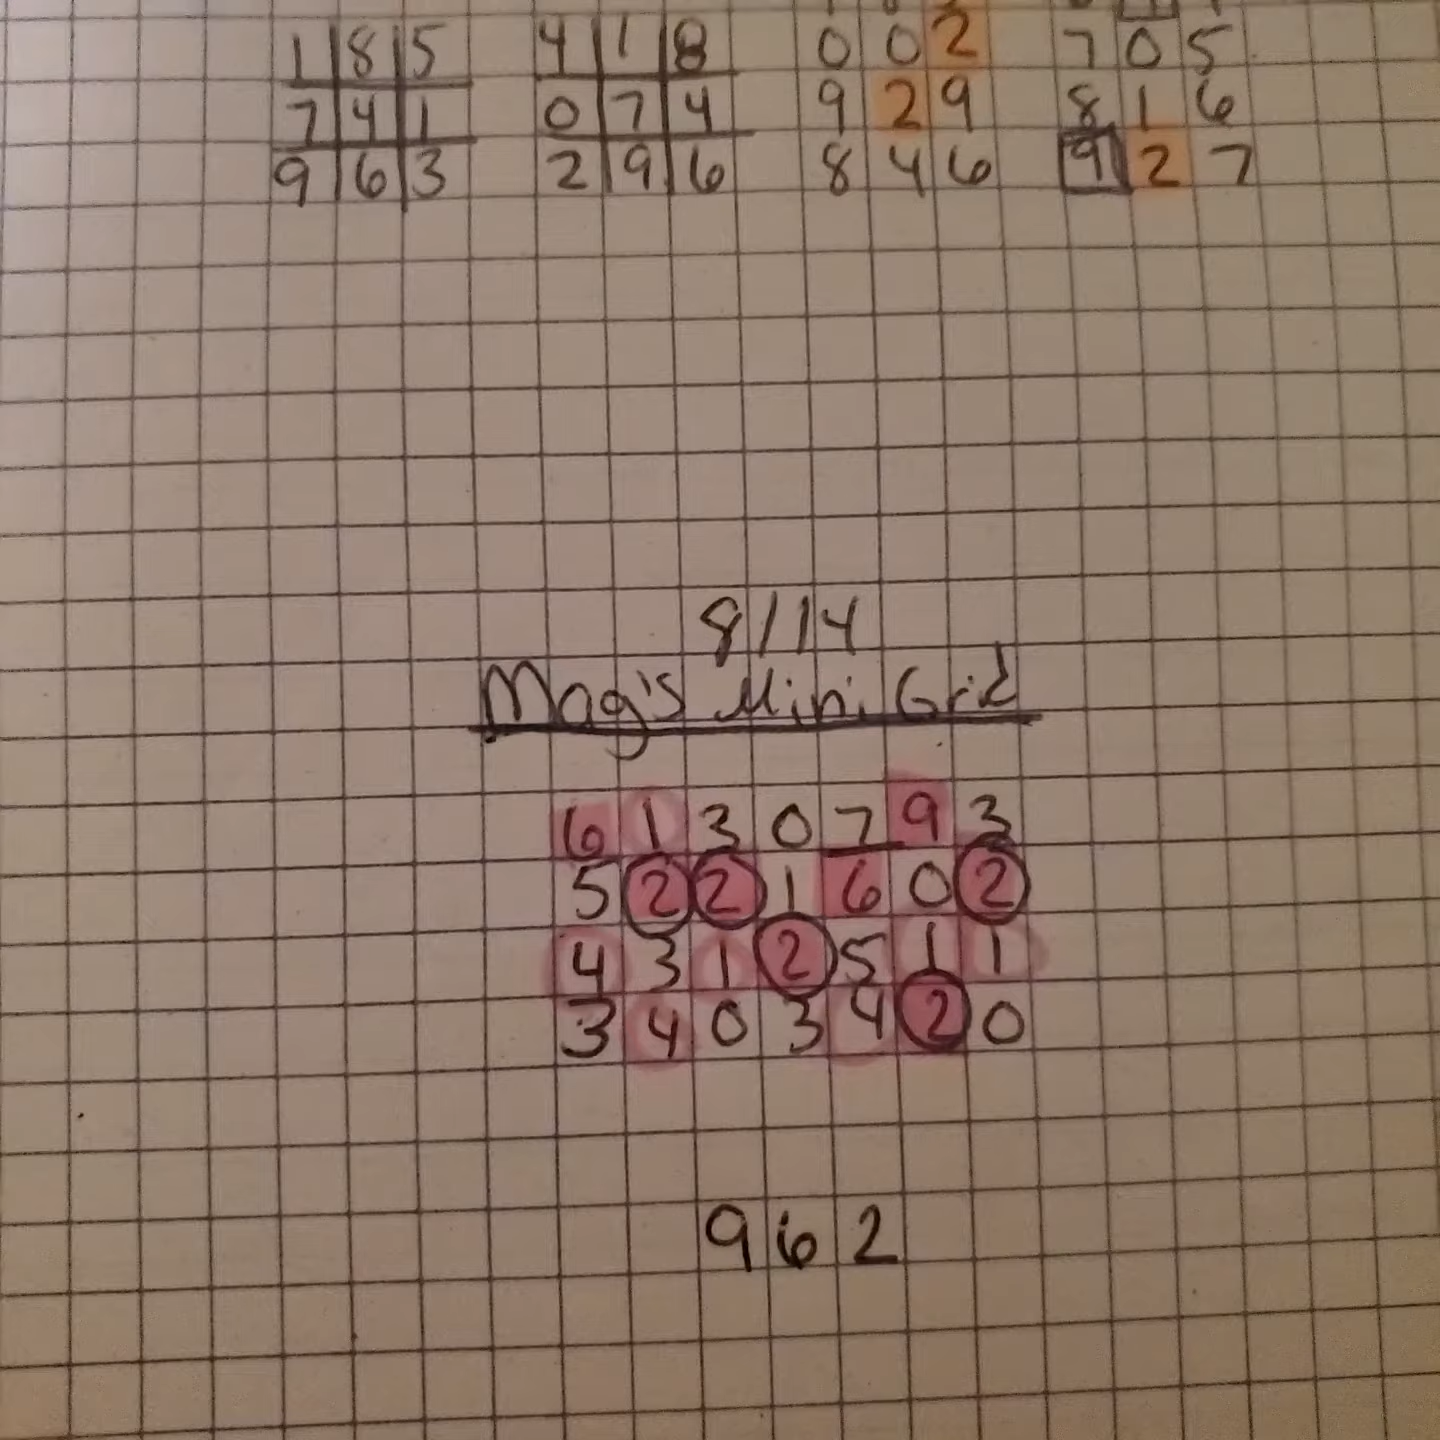 1 8 5 4 1 8 0 0 2 7 0 5
7 4 1 0 7 4 9 2 9 8 1 6
9 6 3 2 9 6 8 4 6 9 2 7
8/14
Mag's Mini Grid
6 1 3 0 7 9 3
5 2 2 1 6 0 2
4 3 1 2 5 1 1
3 4 0 3 4 2 0
9 6 2